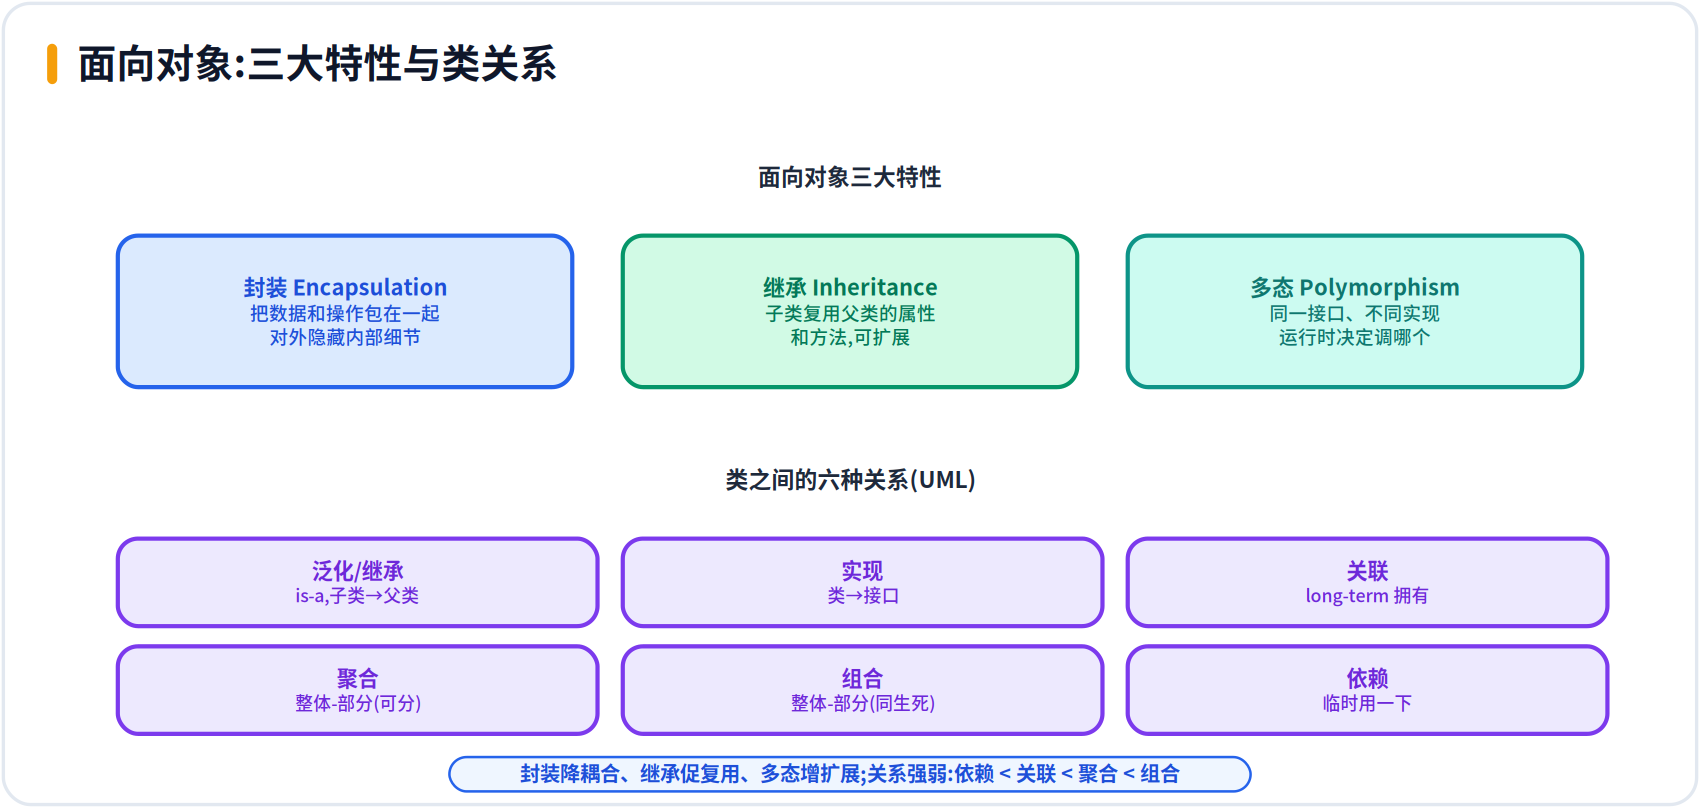 面向对象:三大特性与类关系
面向对象三大特性
封装 Encapsulation
把数据和操作包在一起
对外隐藏内部细节
继承 Inheritance
子类复用父类的属性
和方法,可扩展
多态 Polymorphism
同一接口、不同实现
运行时决定调哪个
类之间的六种关系(UML)
泛化/继承
is-a,子类→父类
实现
类→接口
关联
long-term 拥有
聚合
整体-部分(可分)
组合
整体-部分(同生死)
依赖
临时用一下
封装降耦合、继承促复用、多态增扩展;关系强弱:依赖 < 关联 < 聚合 < 组合